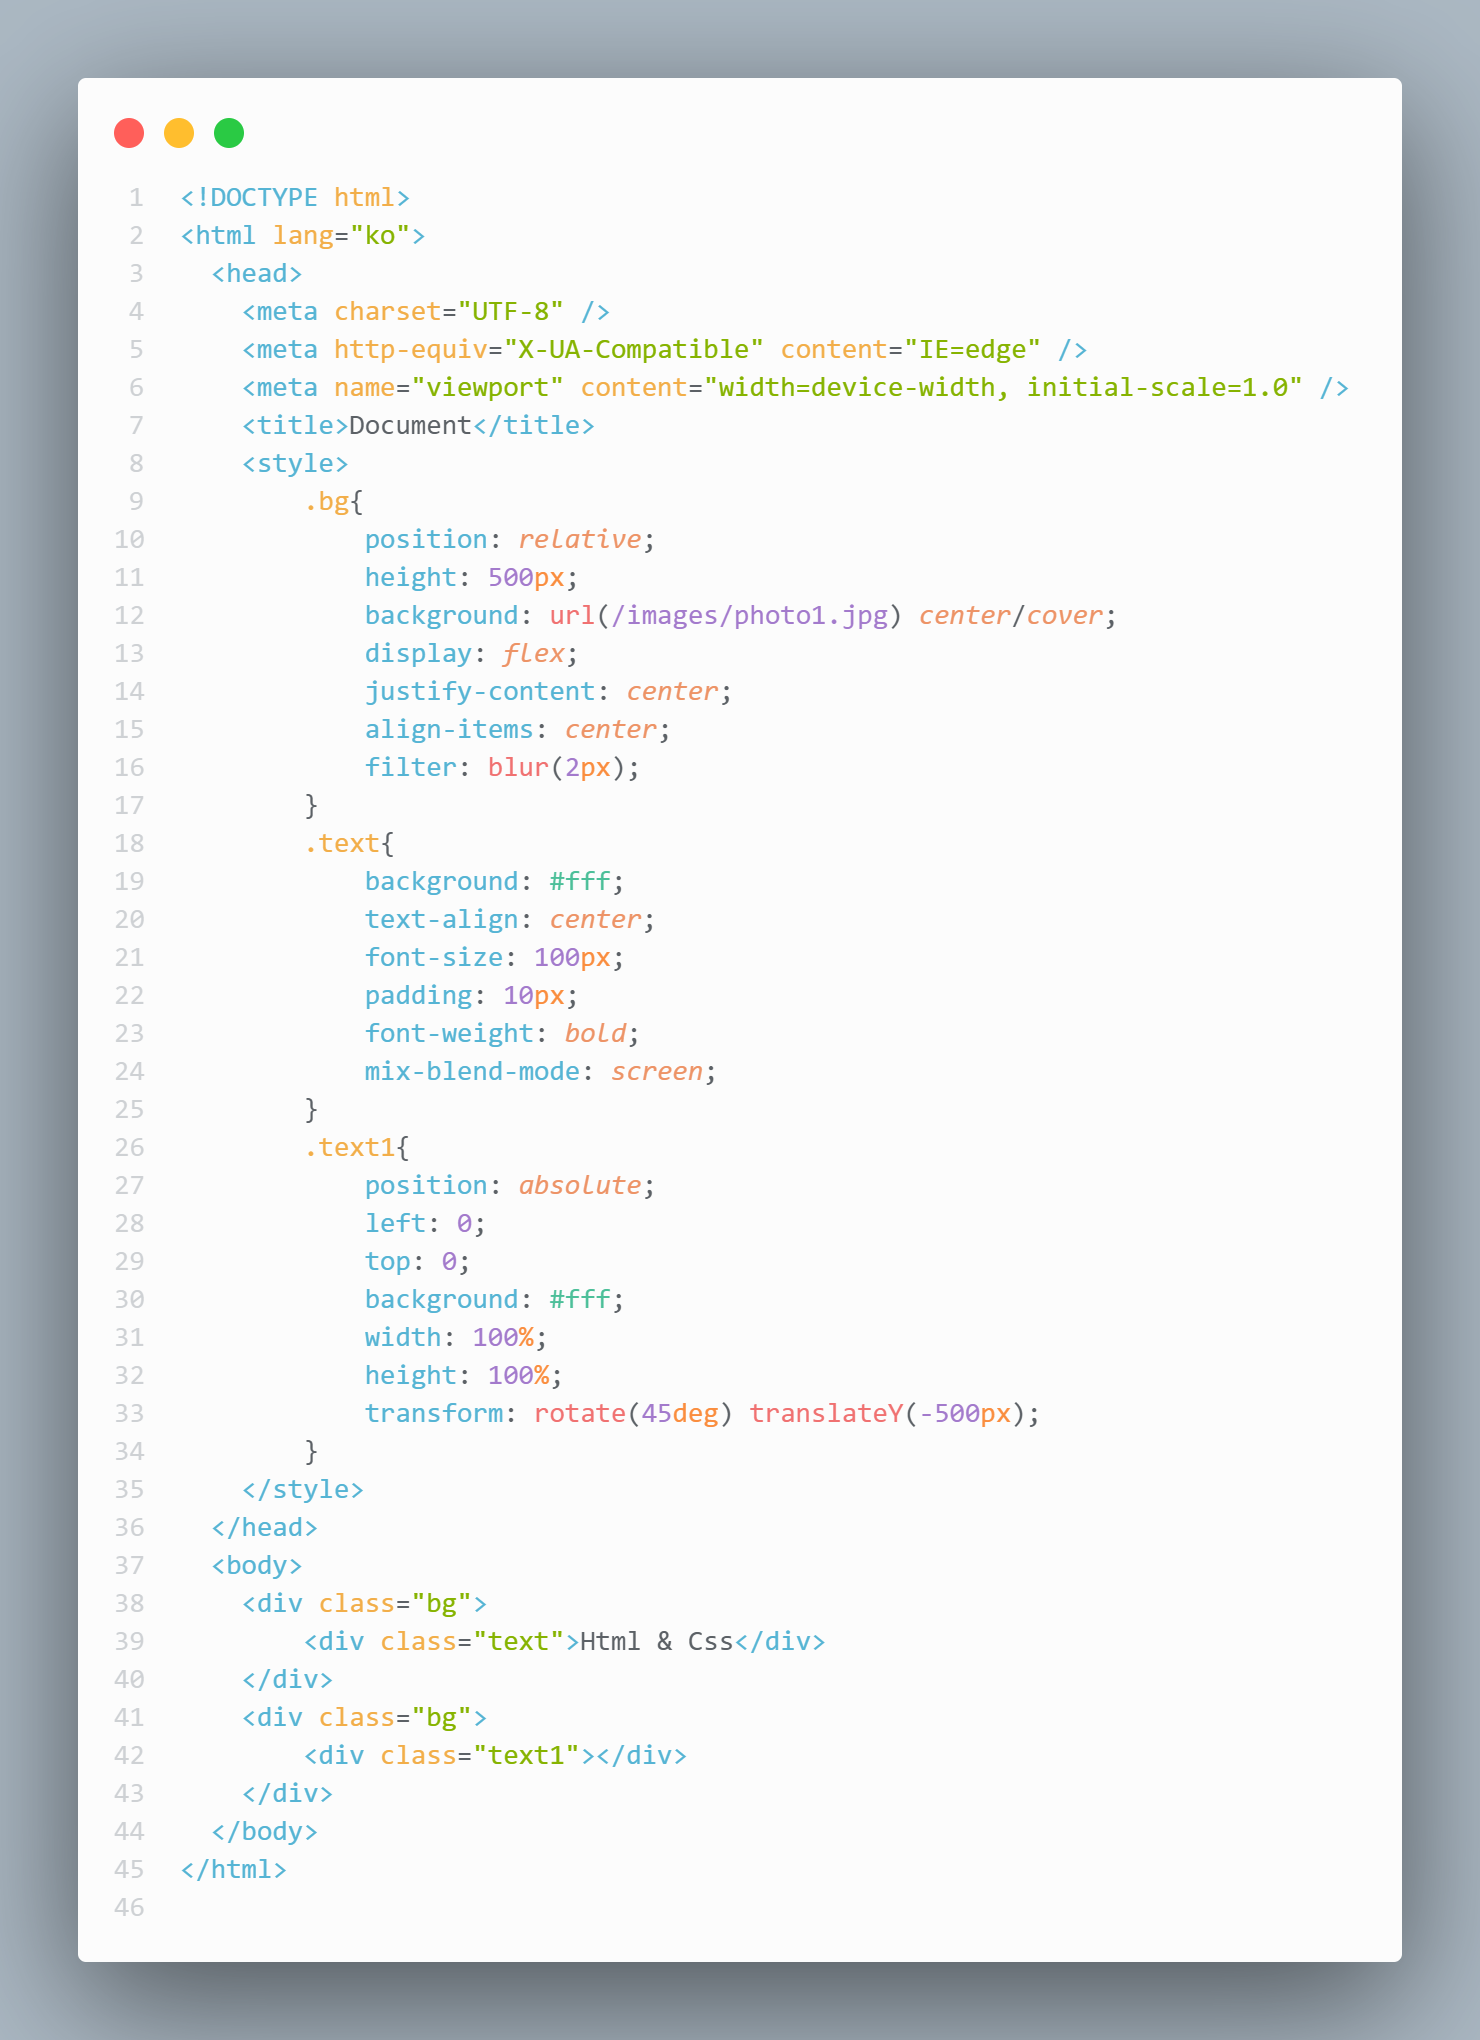 1 <!DOCTYPE html>
2 <html lang="ko">
3   <head>
4     <meta charset="UTF-8" />
5     <meta http-equiv="X-UA-Compatible" content="IE=edge" />
6     <meta name="viewport" content="width=device-width, initial-scale=1.0" />
7     <title>Document</title>
8     <style>
9         .bg{
10             position: relative;
11             height: 500px;
12             background: url(/images/photo1.jpg) center/cover;
13             display: flex;
14             justify-content: center;
15             align-items: center;
16             filter: blur(2px);
17         }
18         .text{
19             background: #fff;
20             text-align: center;
21             font-size: 100px;
22             padding: 10px;
23             font-weight: bold;
24             mix-blend-mode: screen;
25         }
26         .text1{
27             position: absolute;
28             left: 0;
29             top: 0;
30             background: #fff;
31             width: 100%;
32             height: 100%;
33             transform: rotate(45deg) translateY(-500px);
34         }
35     </style>
36   </head>
37   <body>
38     <div class="bg">
39         <div class="text">Html & Css</div>
40     </div>
41     <div class="bg">
42         <div class="text1"></div>
43     </div>
44   </body>
45 </html>
46